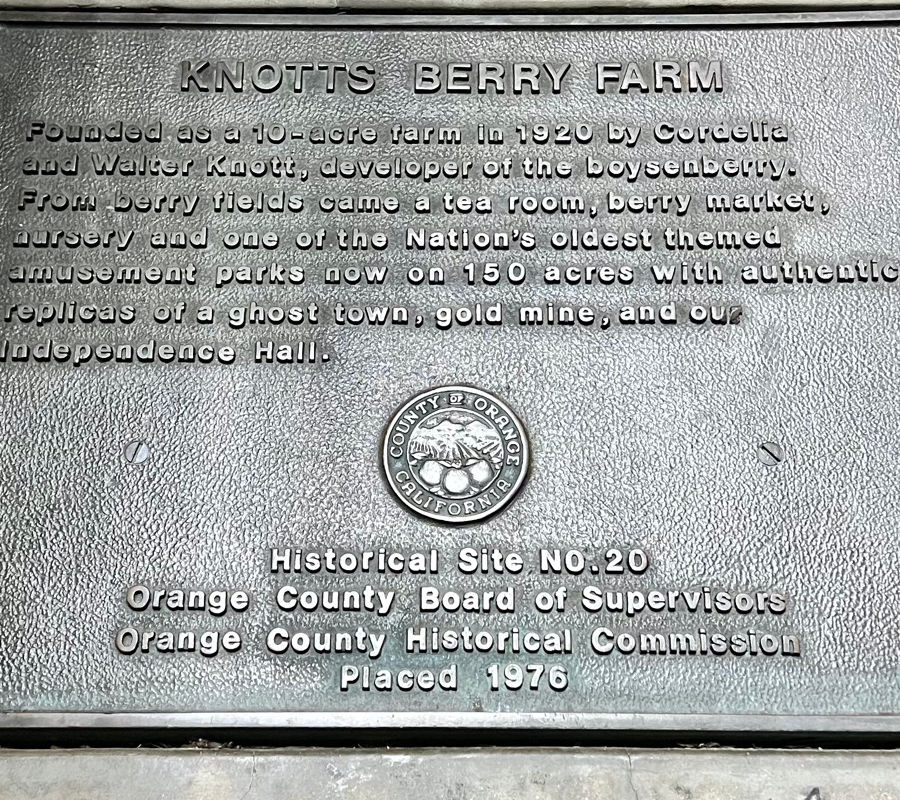 KNOTTS BERRY FARM
Founded as a 10-acre farm in 1920 by Cordelia
and Walter Knott, developer of the boysenberry.
From berry fields came a tea room, berry market,
nursery and one of the Nation's oldest themed
amusement parks now on 150 acres with authentic
replicas of a ghost town, gold mine, and our
Independence Hall.
COUNTY OF ORANGE
CALIFORNIA
Historical Site NO. 20
Orange County Board of Supervisors
Orange County Historical Commission
Placed 1976